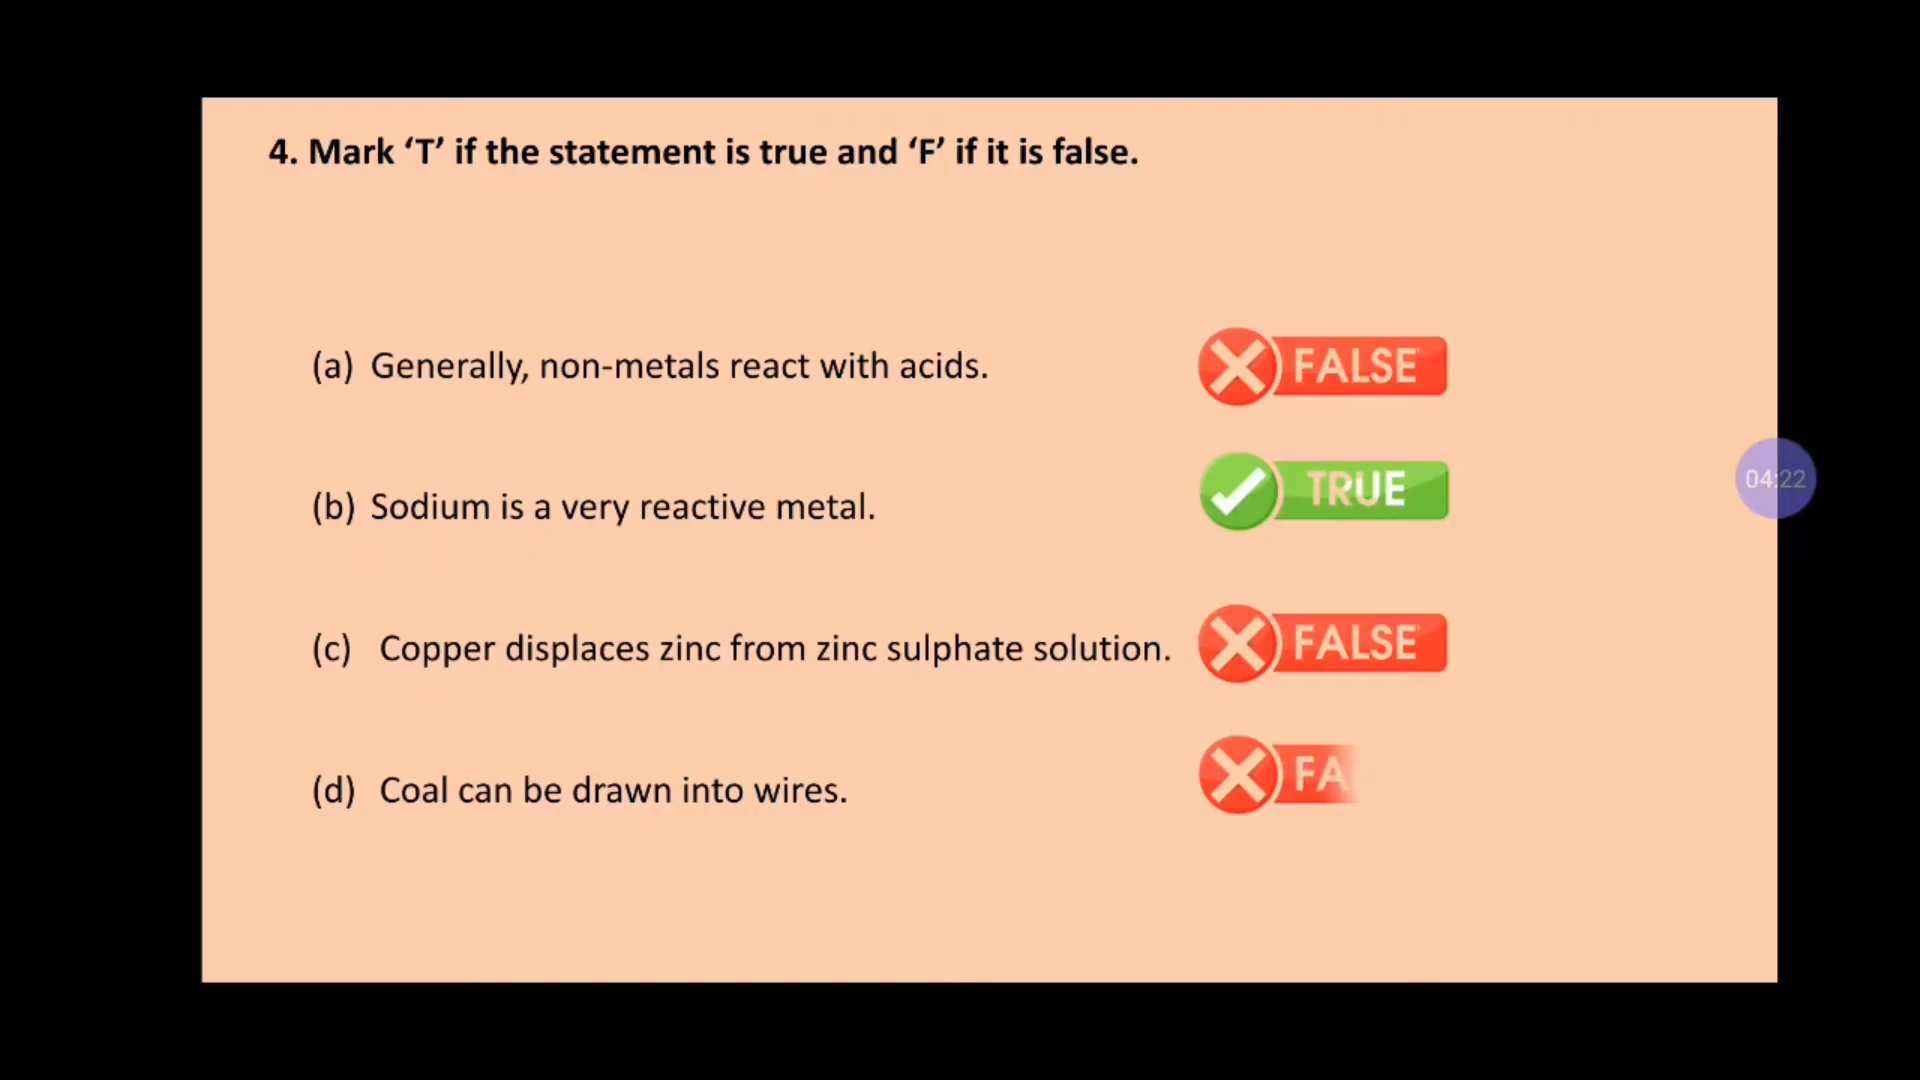 4. Mark ‘T’ if the statement is true and ‘F’ if it is false.
(a) Generally, non-metals react with acids. FALSE
(b) Sodium is a very reactive metal. TRUE
(c) Copper displaces zinc from zinc sulphate solution. FALSE
(d) Coal can be drawn into wires. FA
04:22